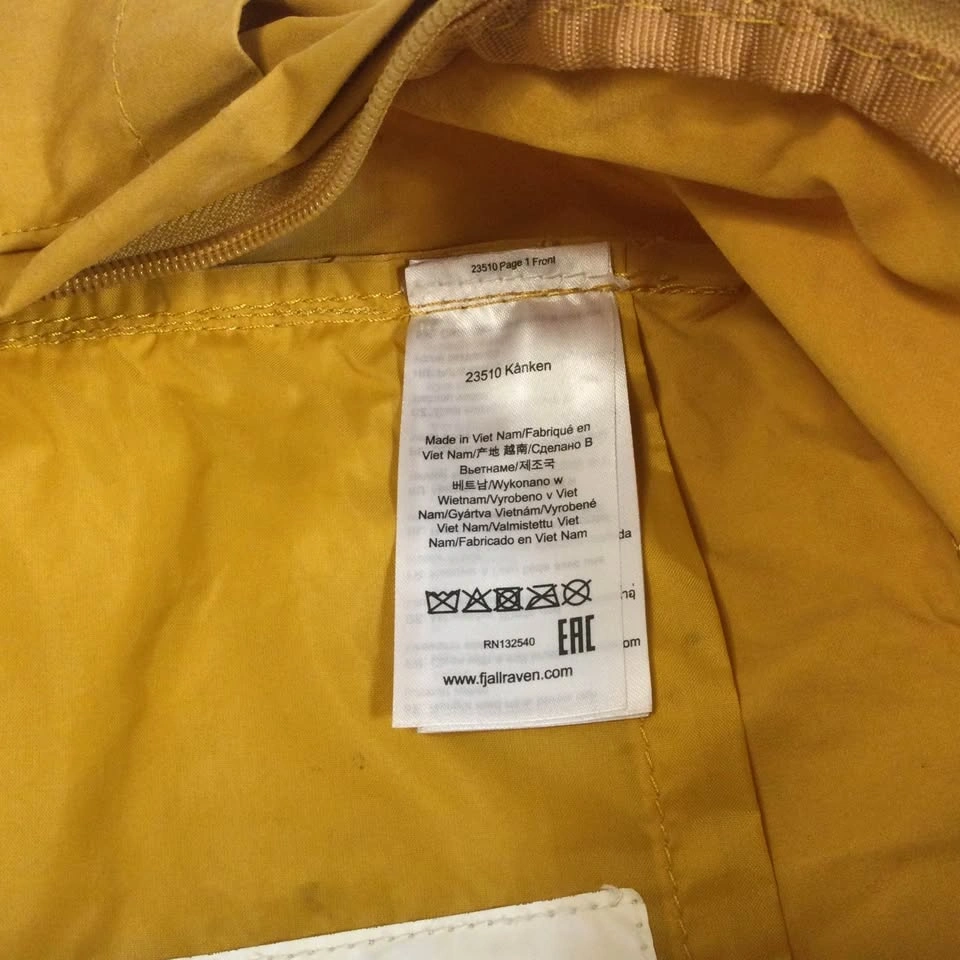 23510 Page 1 Front
23510 Kånken
Made in Viet Nam/Fabriqué en
Viet Nam/产地 越南/Сделано В
Вьетнаме/제조국
베트남/Wykonano w
Wietnam/Vyrobeno v Viet
Nam/Gyártva Vietnám/Vyrobené
Viet Nam/Valmistettu Viet
Nam/Fabricado en Viet Nam
RN132540
EAC
www.fjallraven.com
da
om